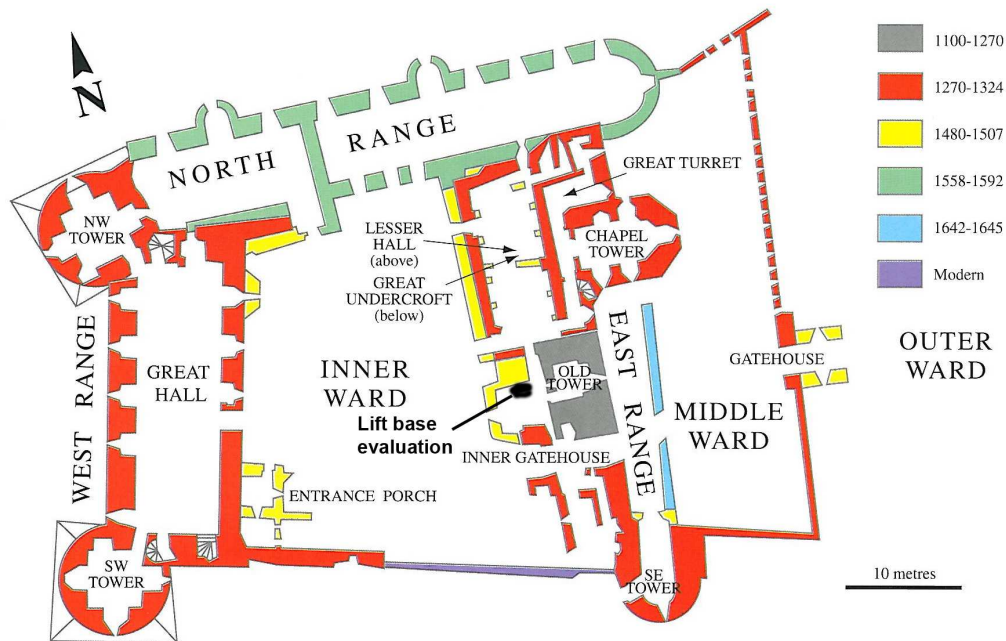 N
NORTH RANGE
NW
TOWER
LESSER
HALL
(above)
GREAT
UNDERCROFT
(below)
GREAT TURRET
CHAPEL
TOWER
WEST RANGE
GREAT
HALL
INNER
WARD
OLD
TOWER
EAST RANGE
GATEHOUSE
OUTER
WARD
MIDDLE
WARD
Lift base
evaluation
INNER GATEHOUSE
ENTRANCE PORCH
SW
TOWER
SE
TOWER
10 metres
1100-1270
1270-1324
1480-1507
1558-1592
1642-1645
Modern